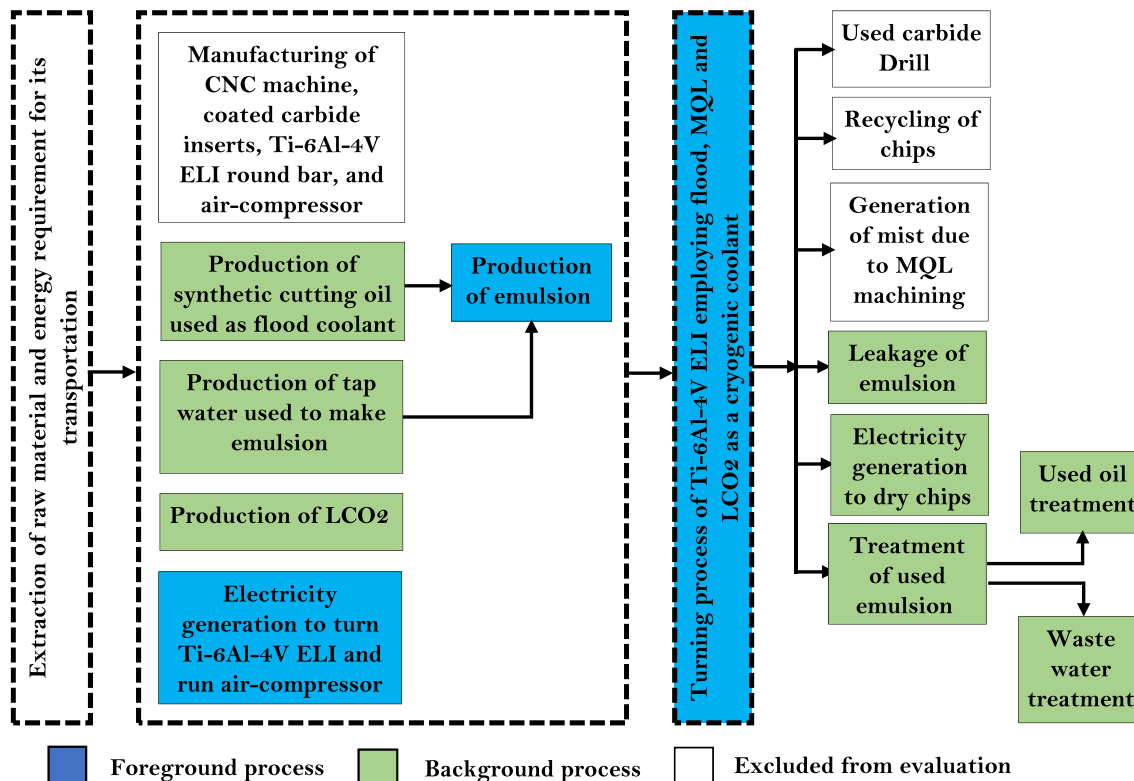 Extraction of raw material and energy requirement for its
transportation
Manufacturing of
CNC machine,
coated carbide
inserts, Ti-6Al-4V
ELI round bar, and
air-compressor
Production of
synthetic cutting oil
used as flood coolant
Production of tap
water used to make
emulsion
Production of LCO2
Electricity
generation to turn
Ti-6Al-4V ELI and
run air-compressor
Production
of emulsion
Turning process of Ti-6Al-4V ELI employing flood, MQL and
LCO2 as a cryogenic coolant
Used carbide
Drill
Recycling of
chips
Generation
of mist due
to MQL
machining
Leakage of
emulsion
Electricity
generation
to dry chips
Treatment
of used
emulsion
Used oil
treatment
Waste
water
treatment
Foreground process
Background process
Excluded from evaluation